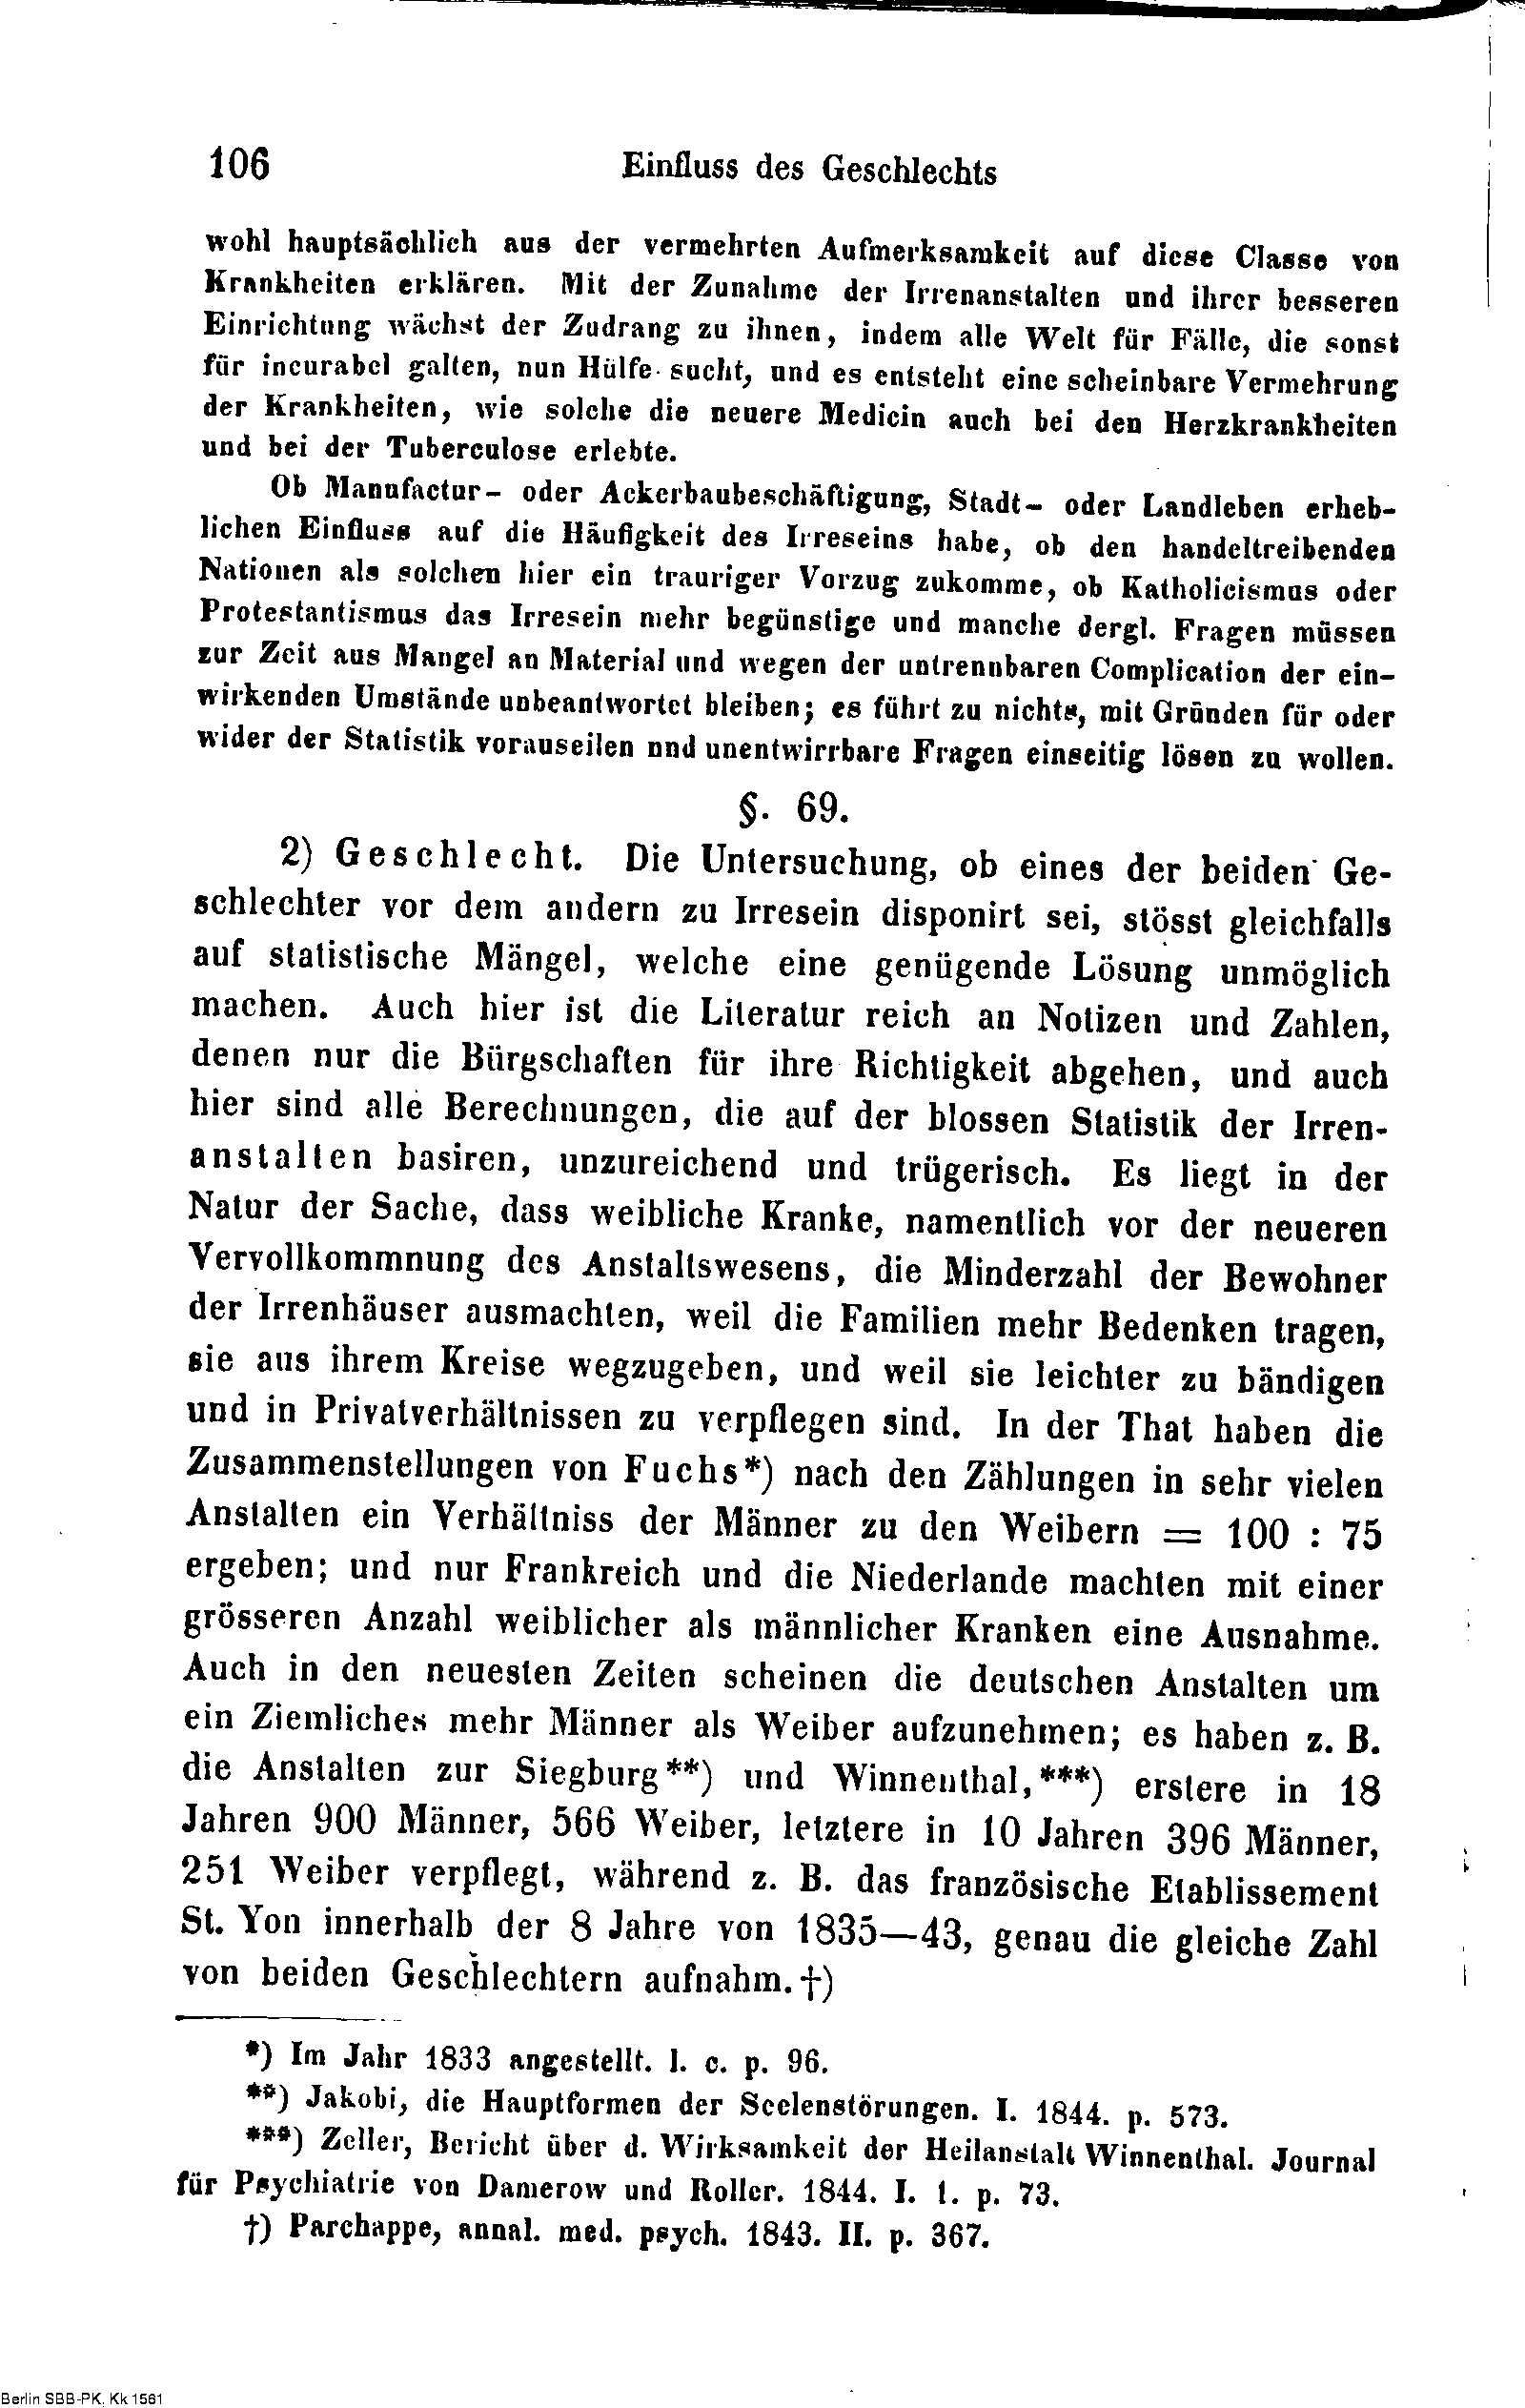 106
Einfluss des Geschlechts
wohl hauptsächlich aus der vermehrten Aufmerksamkeit auf diese Classe von
Krankheiten erklären. Mit der Zunahme der Irrenanstalten und ihrer besseren
Einrichtung wächst der Zudrang zu ihnen, indem alle Welt für Fälle, die sonst
für incurabel galten, nun Hülfe sucht, und es entsteht eine scheinbare Vermehrung
der Krankheiten, wie solche die neuere Medicin auch bei den Herzkrankheiten
und bei der Tuberculose erlebte.
Ob Manufactur- oder Ackerbaubeschäftigung, Stadt- oder Landleben erheb-
lichen Einfluss auf die Häufigkeit des Irreseins habe, ob den handeltreibenden
Nationen als solchen hier ein trauriger Vorzug zukomme, ob Katholicismus oder
Protestantismus das Irresein mehr begünstige und manche dergl. Fragen müssen
zur Zeit aus Mangel an Material und wegen der untrennbaren Complication der ein-
wirkenden Umstände unbeantwortet bleiben; es führt zu nichts, mit Gründen für oder
wider der Statistik vorauseilen nnd unentwirrbare Fragen einseitig lösen zu wollen.
§. 69.
2) Geschlecht. Die Untersuchung, ob eines der beiden Ge-
schlechter vor dem andern zu Irresein disponirt sei, stösst gleichfalls
auf statistische Mängel, welche eine genügende Lösung unmöglich
machen. Auch hier ist die Literatur reich an Notizen und Zahlen,
denen nur die Bürgschaften für ihre Richtigkeit abgehen, und auch
hier sind alle Berechnungen, die auf der blossen Statistik der Irren-
anstalten basiren, unzureichend und trügerisch. Es liegt in der
Natur der Sache, dass weibliche Kranke, namentlich vor der neueren
Vervollkommnung des Anstaltswesens, die Minderzahl der Bewohner
der Irrenhäuser ausmachten, weil die Familien mehr Bedenken tragen,
sie aus ihrem Kreise wegzugeben, und weil sie leichter zu bändigen
und in Privatverhältnissen zu verpflegen sind. In der That haben die
Zusammenstellungen von Fuchs*) nach den Zählungen in sehr vielen
Anstalten ein Verhältniss der Männer zu den Weibern = 100 : 75
ergeben; und nur Frankreich und die Niederlande machten mit einer
grösseren Anzahl weiblicher als männlicher Kranken eine Ausnahme.
Auch in den neuesten Zeiten scheinen die deutschen Anstalten um
ein Ziemliches mehr Männer als Weiber aufzunehmen; es haben z. B.
die Anstalten zur Siegburg**) und Winnenthal,***) erstere in 18
Jahren 900 Männer, 566 Weiber, letztere in 10 Jahren 396 Männer,
251 Weiber verpflegt, während z. B. das französische Etablissement
St. Yon innerhalb der 8 Jahre von 1835—43, genau die gleiche Zahl
von beiden Geschlechtern aufnahm.†)
*) Im Jahr 1833 angestellt. l. c. p. 96.
**) Jakobi, die Hauptformen der Seelenstörungen. I. 1844. p. 573.
***) Zeller, Bericht über d. Wirksamkeit der Heilanstalt Winnenthal. Journal
für Psychiatrie von Damerow und Roller. 1844. I. 1. p. 73.
†) Parchappe, annal. med. psych. 1843. II. p. 367.
Berlin SBB-PK, Kk 1561